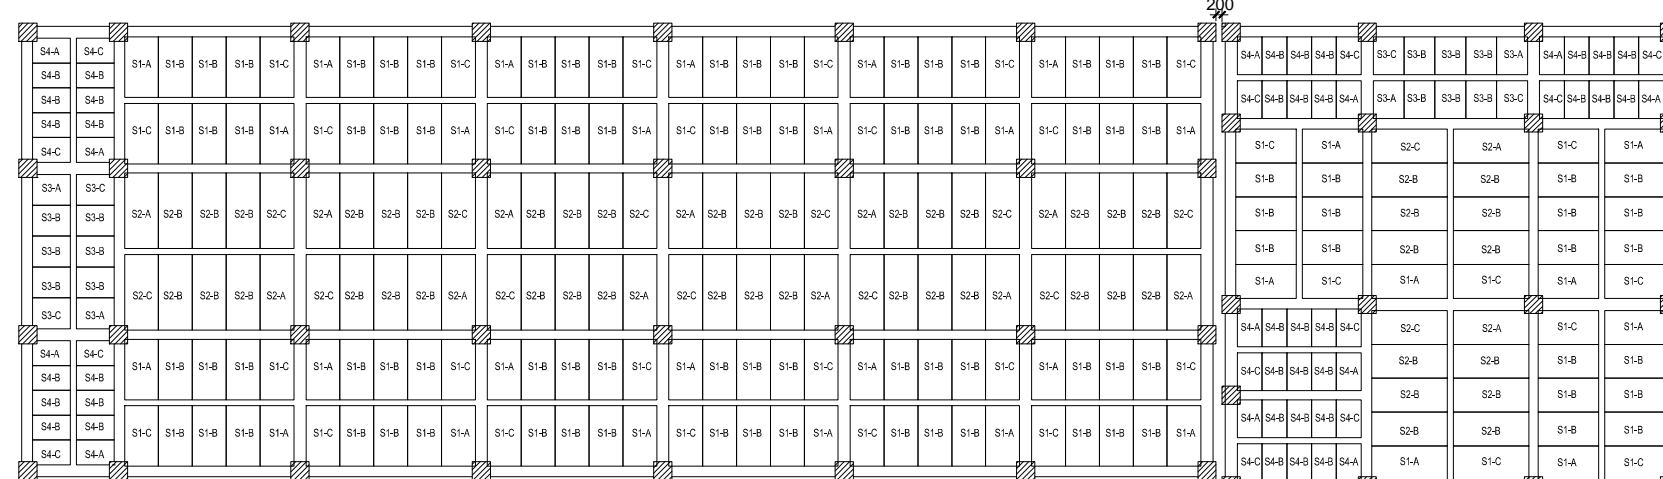 200
S4-A S4-C
S4-B S4-B
S4-B S4-B
S4-B S4-B
S4-C S4-A
S3-A S3-C
S3-B S3-B
S3-B S3-B
S3-B S3-B
S3-C S3-A
S4-A S4-C
S4-B S4-B
S4-B S4-B
S4-B S4-B
S4-C S4-A
S1-A S1-B S1-B S1-B S1-C S1-A S1-B S1-B S1-B S1-C S1-A S1-B S1-B S1-B S1-C S1-A S1-B S1-B S1-B S1-C S1-A S1-B S1-B S1-B S1-C S1-A S1-B S1-B S1-B S1-C
S1-C S1-B S1-B S1-B S1-A S1-C S1-B S1-B S1-B S1-A S1-C S1-B S1-B S1-B S1-A S1-C S1-B S1-B S1-B S1-A S1-C S1-B S1-B S1-B S1-A S1-C S1-B S1-B S1-B S1-A
S2-A S2-B S2-B S2-B S2-C S2-A S2-B S2-B S2-B S2-C S2-A S2-B S2-B S2-B S2-C S2-A S2-B S2-B S2-B S2-C S2-A S2-B S2-B S2-B S2-C S2-A S2-B S2-B S2-B S2-C
S2-C S2-B S2-B S2-B S2-A S2-C S2-B S2-B S2-B S2-A S2-C S2-B S2-B S2-B S2-A S2-C S2-B S2-B S2-B S2-A S2-C S2-B S2-B S2-B S2-A S2-C S2-B S2-B S2-B S2-A
S1-A S1-B S1-B S1-B S1-C S1-A S1-B S1-B S1-B S1-C S1-A S1-B S1-B S1-B S1-C S1-A S1-B S1-B S1-B S1-C S1-A S1-B S1-B S1-B S1-C S1-A S1-B S1-B S1-B S1-C
S1-C S1-B S1-B S1-B S1-A S1-C S1-B S1-B S1-B S1-A S1-C S1-B S1-B S1-B S1-A S1-C S1-B S1-B S1-B S1-A S1-C S1-B S1-B S1-B S1-A S1-C S1-B S1-B S1-B S1-A
S4-A S4-B S4-B S4-B S4-C S3-C S3-B S3-B S3-B S3-A S4-A S4-B S4-B S4-B S4-C
S4-C S4-B S4-B S4-B S4-A S3-A S3-B S3-B S3-B S3-C S4-C S4-B S4-B S4-B S4-A
S1-C S1-A S2-C S2-A S1-C S1-A
S1-B S1-B S2-B S2-B S1-B S1-B
S1-B S1-B S2-B S2-B S1-B S1-B
S1-B S1-B S2-B S2-B S1-B S1-B
S1-A S1-C S1-A S1-C S1-A S1-C
S4-A S4-B S4-B S4-B S4-C S2-C S2-A S1-C S1-A
S4-C S4-B S4-B S4-B S4-A S2-B S2-B S1-B S1-B
S2-B S2-B S1-B S1-B
S4-A S4-B S4-B S4-B S4-C S2-B S2-B S1-B S1-B
S4-C S4-B S4-B S4-B S4-A S1-A S1-C S1-A S1-C